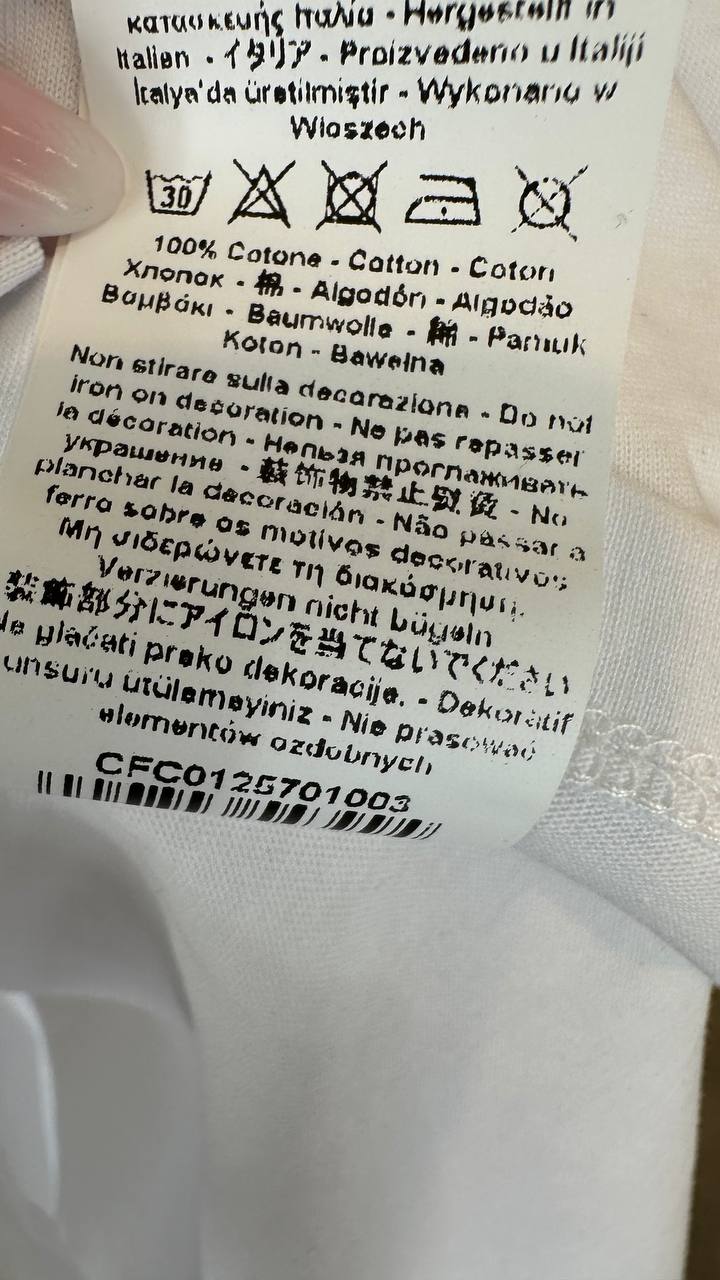 κατασκευής Ιταλία - Hergestellt in
Italien - イタリア - Proizvedeno u Italiji
İtalya'da üretilmiştir - Wykonano w
Wloszech
30
100% Cotone - Cotton - Coton
Хлопок - 棉 - Algodón - Algodão
Βαμβάκι - Baumwolle - 綿 - Pamuk
Koton - Bawełna
Non stirare sulla decorazione - Do not
iron on decoration - Ne pas repasser
la décoration - Нельзя проглаживать
украшение - 装饰物禁止熨烫 - No
planchar la decoración - Não passar a
ferro sobre os motivos decorativos
Μη σιδερώνετε τη διακόσμηση.
Verzierungen nicht bügeln
装飾部分にアイロンを当てないでください
Ne glačati preko dekoracije. - Dekoratif
unsuru ütülemeyiniz - Nie prasować
elementów ozdobnych
CFC0125701003